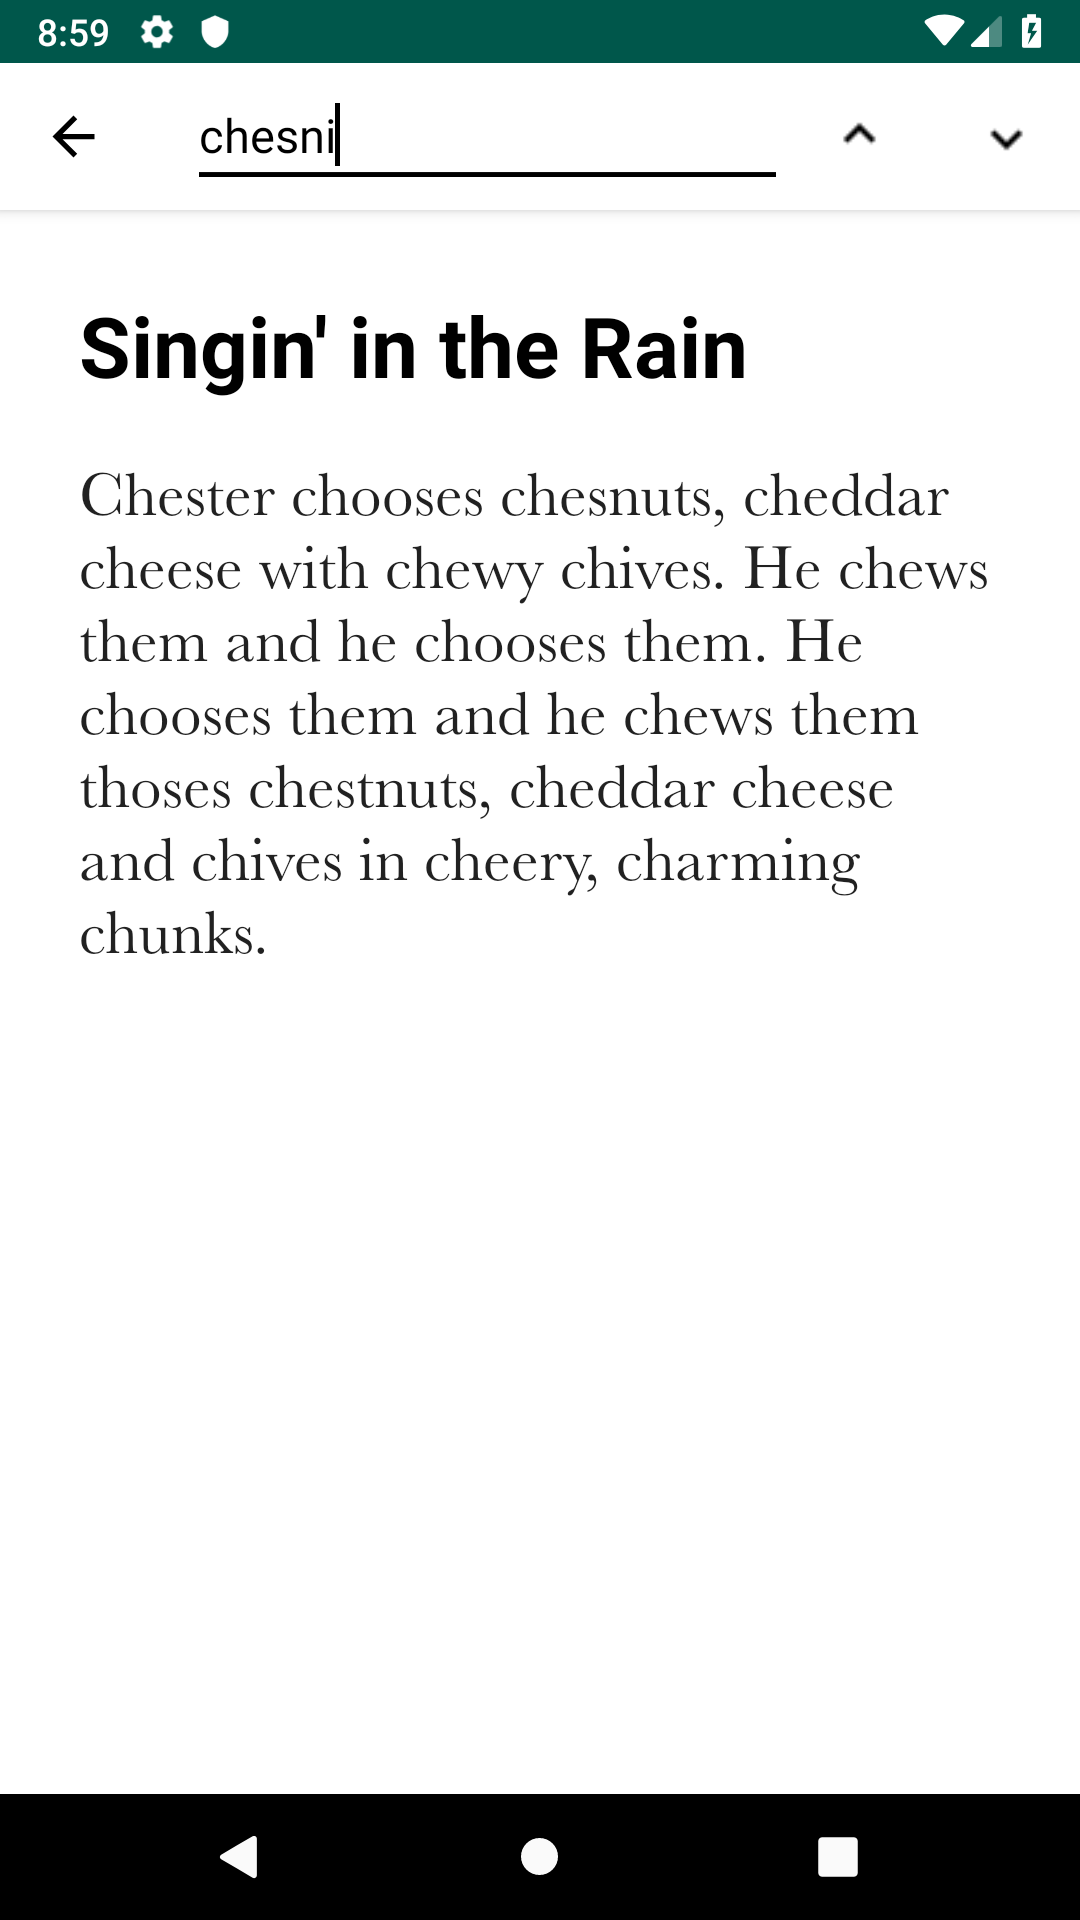 8:59
chesni
Singin' in the Rain
Chester chooses chesnuts, cheddar
cheese with chewy chives. He chews
them and he chooses them. He
chooses them and he chews them
thoses chestnuts, cheddar cheese
and chives in cheery, charming
chunks.